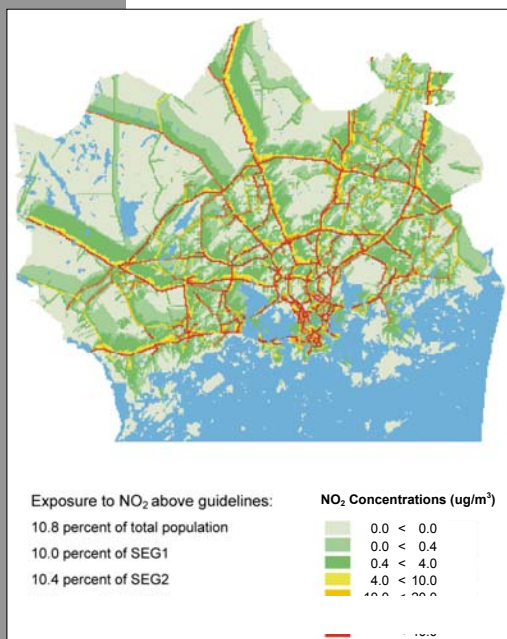 Exposure to NO₂ above guidelines:
10.8 percent of total population
10.0 percent of SEG1
10.4 percent of SEG2
NO₂ Concentrations (ug/m³)
0.0 < 0.0
0.0 < 0.4
0.4 < 4.0
4.0 < 10.0